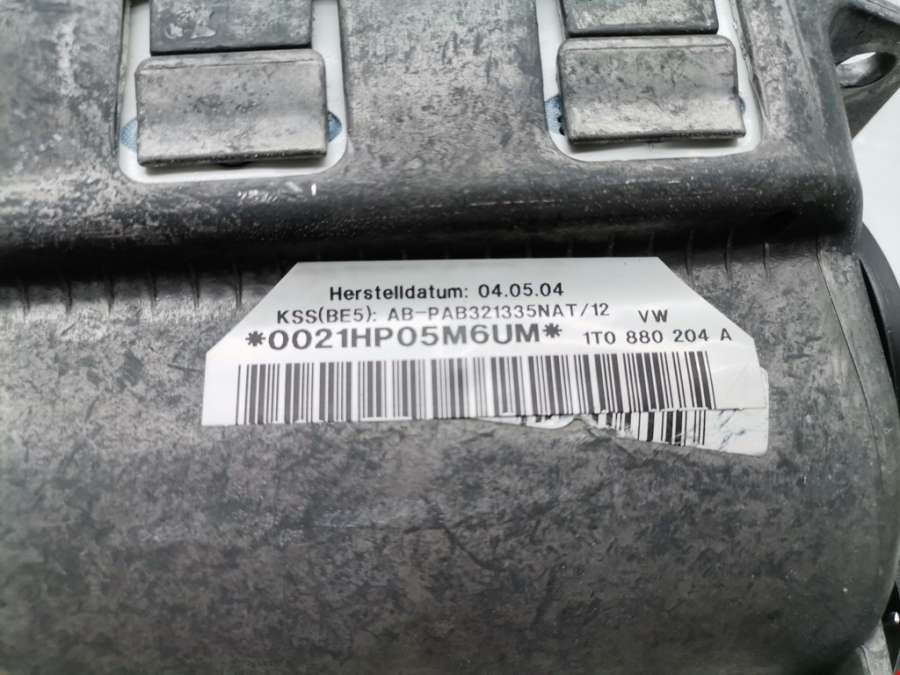 Herstelldatum: 04.05.04
KSS(BE5): AB-PAB321335NAT/12 VW
*0021HP05M6UM* 1T0 880 204 A